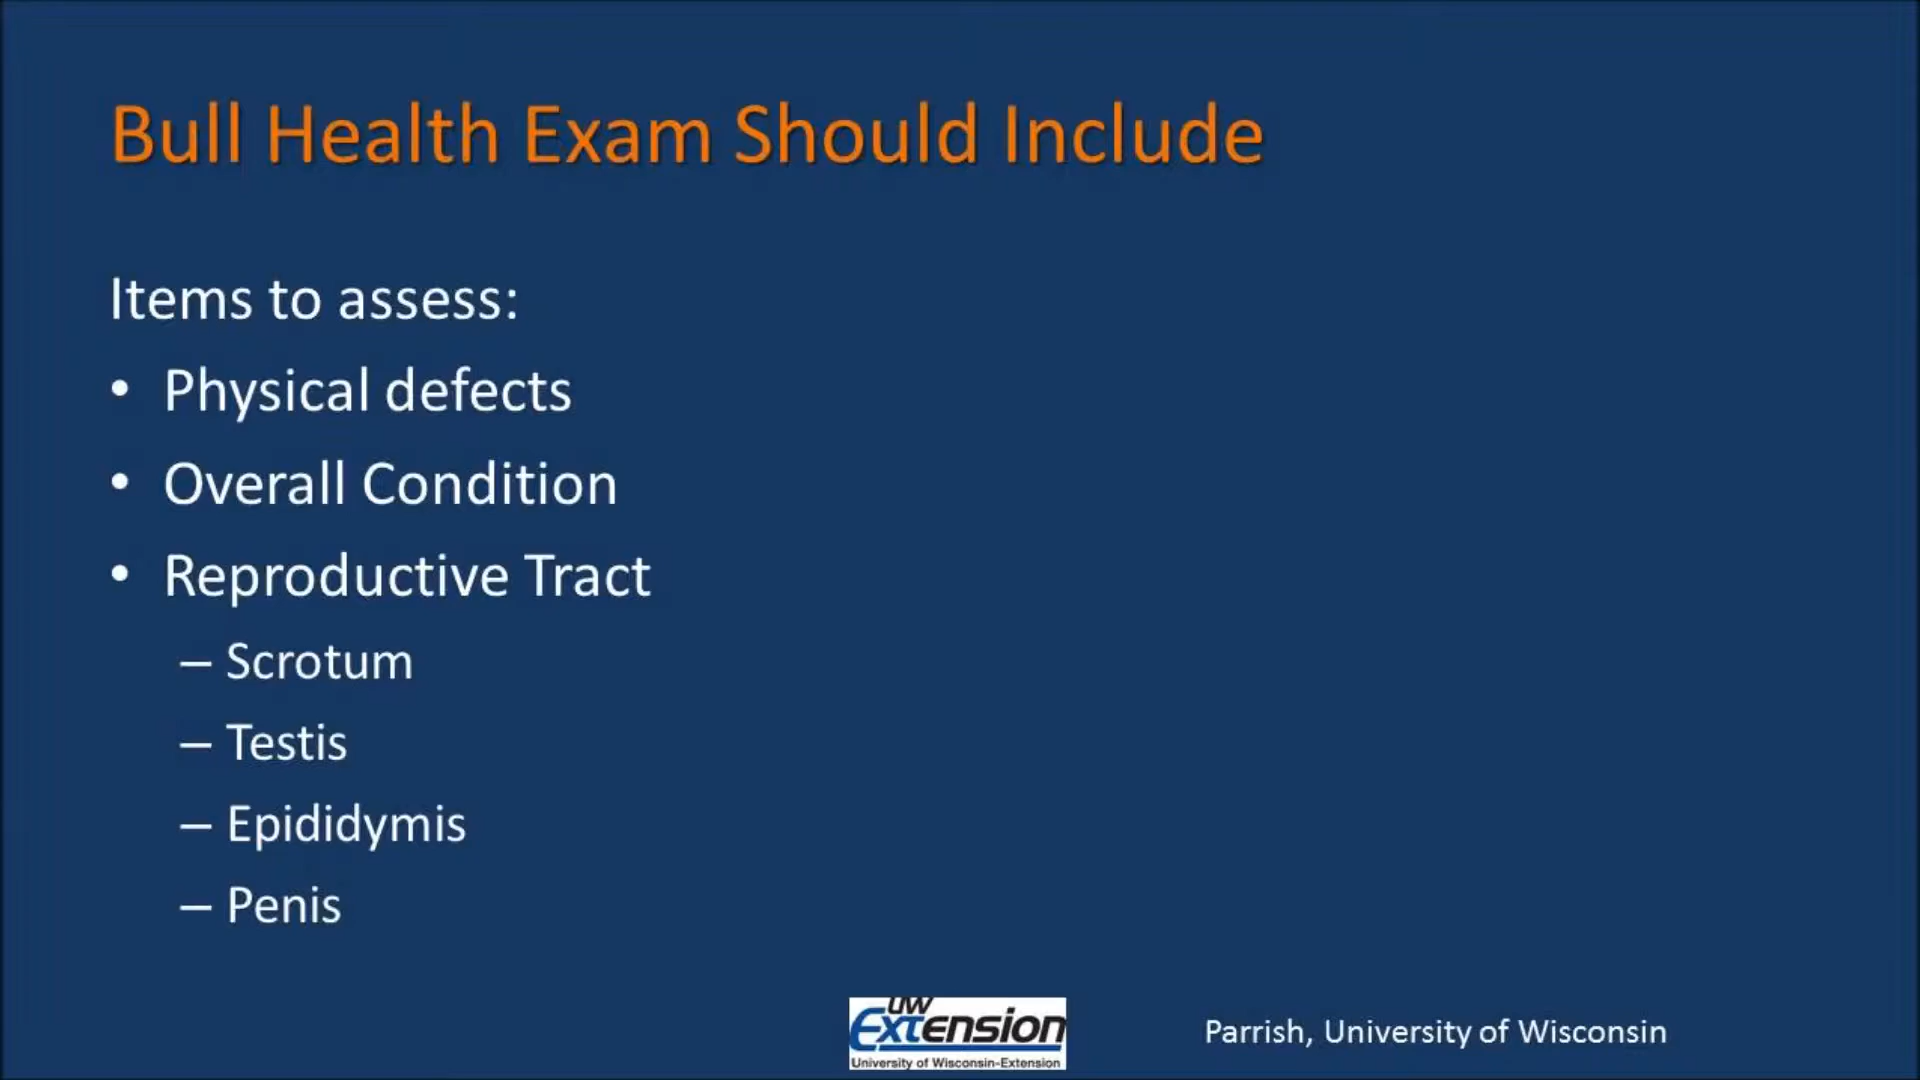 Bull Health Exam Should Include
Items to assess:
• Physical defects
• Overall Condition
• Reproductive Tract
– Scrotum
– Testis
– Epididymis
– Penis
UW
Extension
University of Wisconsin-Extension
Parrish, University of Wisconsin